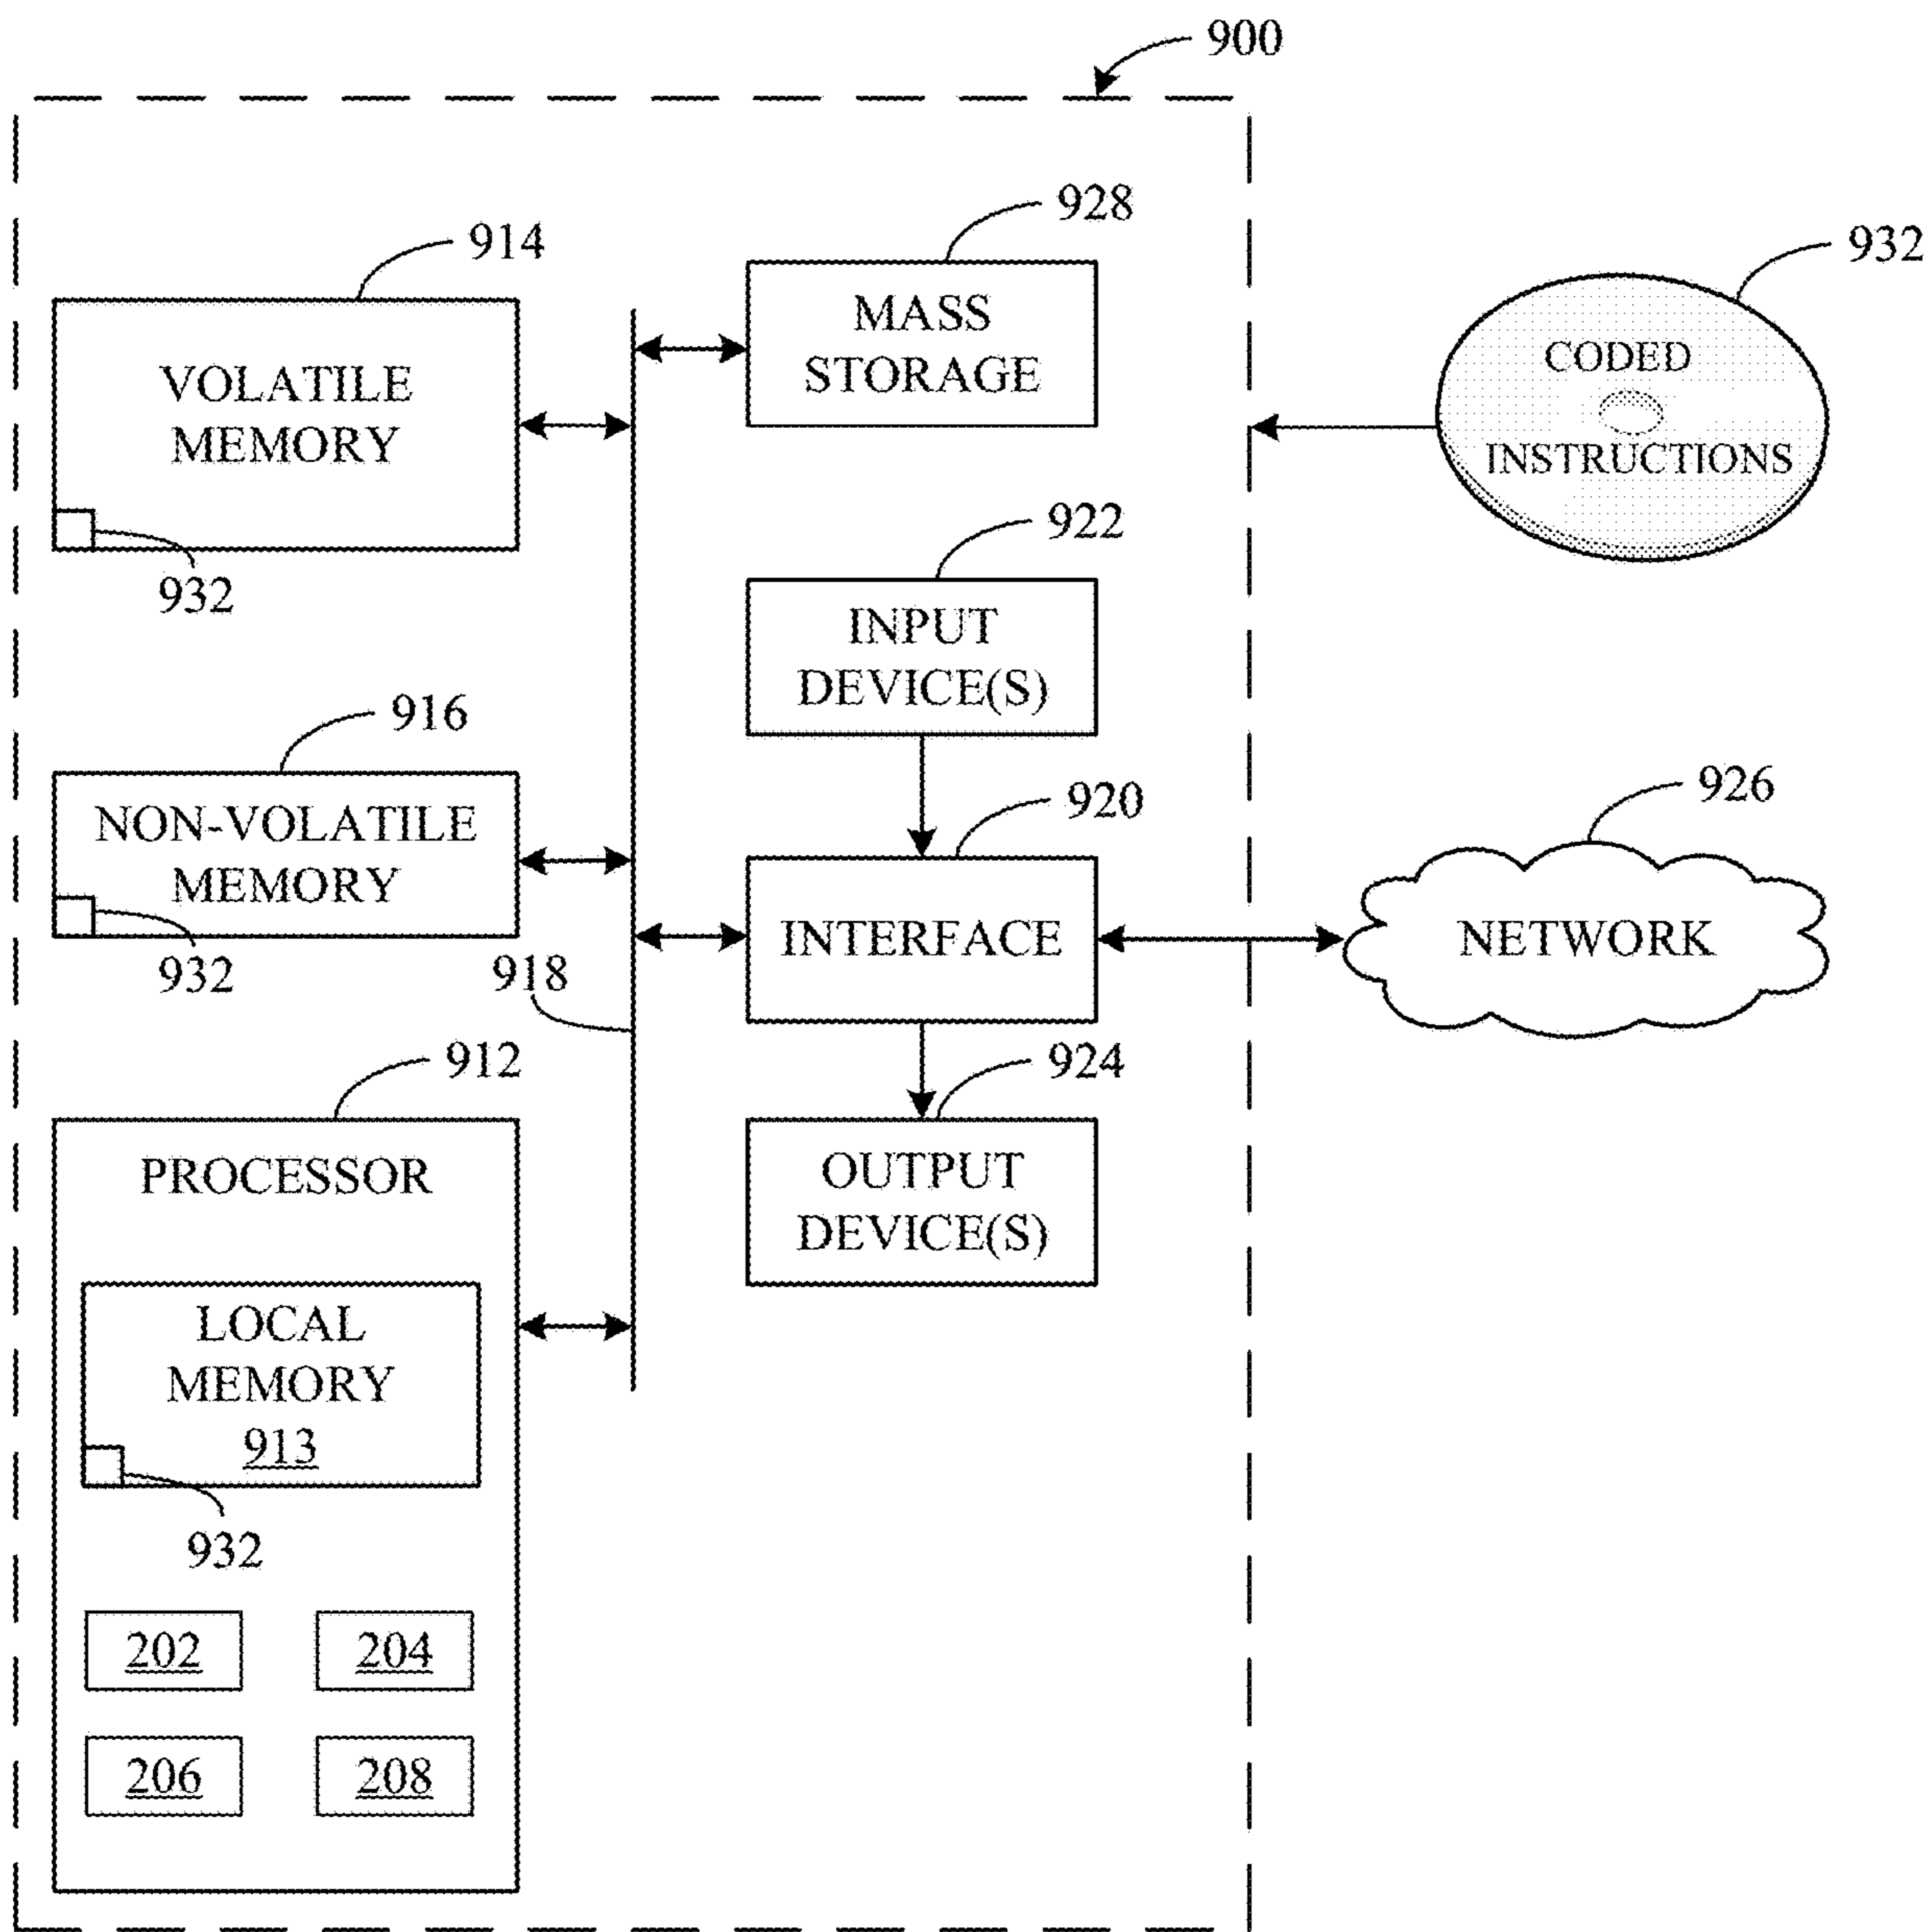 900
928
914
932
MASS
STORAGE
VOLATILE
MEMORY
CODED
INSTRUCTIONS
922
932
INPUT
DEVICE(S)
916
920
926
NON-VOLATILE
MEMORY
INTERFACE
NETWORK
932
918
912
924
PROCESSOR
OUTPUT
DEVICE(S)
LOCAL
MEMORY
913
932
202
204
206
208